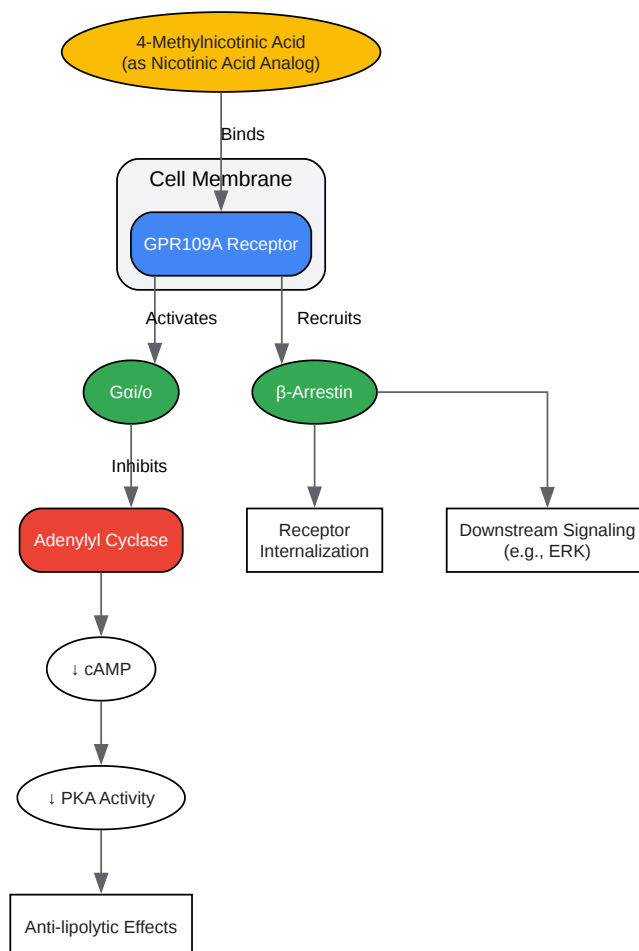 4-Methylnicotinic Acid
(as Nicotinic Acid Analog)
Binds
Cell Membrane
GPR109A Receptor
Activates
Recruits
Gαi/o
β-Arrestin
Inhibits
Adenylyl Cyclase
Receptor
Internalization
Downstream Signaling
(e.g., ERK)
↓ cAMP
↓ PKA Activity
Anti-lipolytic Effects